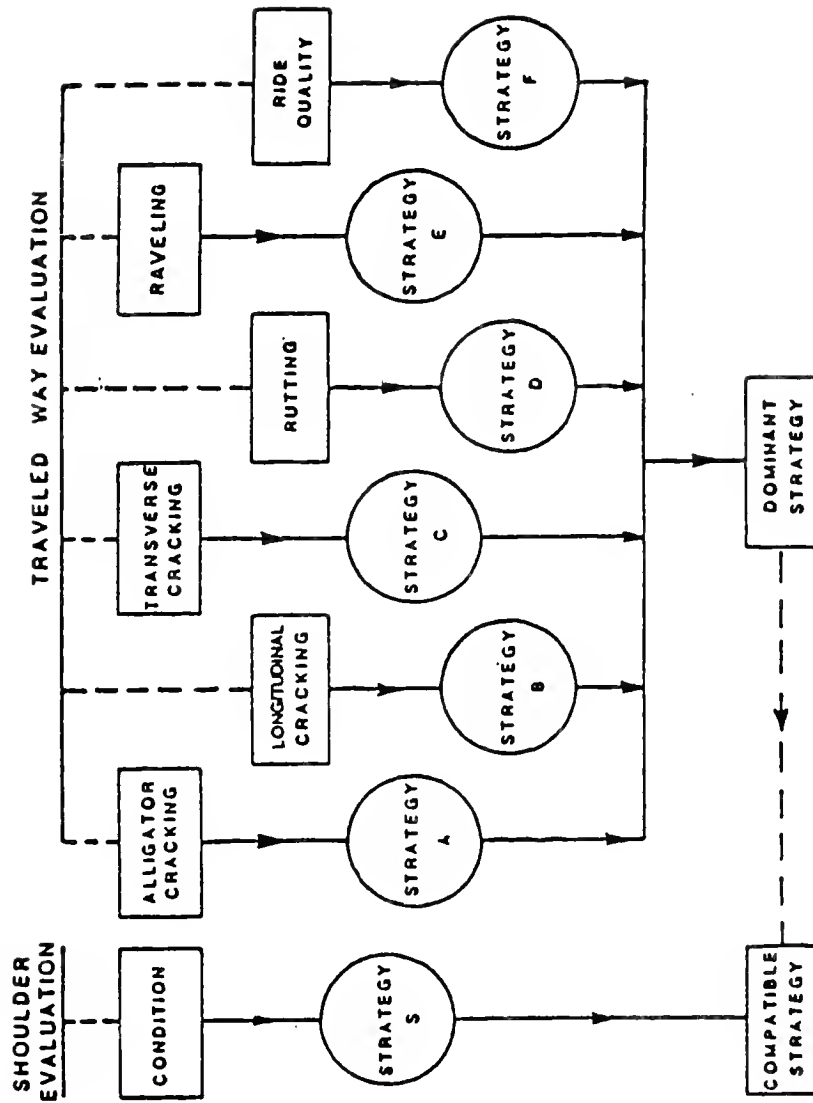 SHOULDER
EVALUATION
TRAVELED WAY EVALUATION
CONDITION
ALLIGATOR
CRACKING
LONGITUDINAL
CRACKING
TRANSVERSE
CRACKING
RUTTING
RAVELING
RIDE
QUALITY
STRATEGY
S
STRATEGY
A
STRATEGY
B
STRATEGY
C
STRATEGY
D
STRATEGY
E
STRATEGY
F
COMPATIBLE
STRATEGY
DOMINANT
STRATEGY